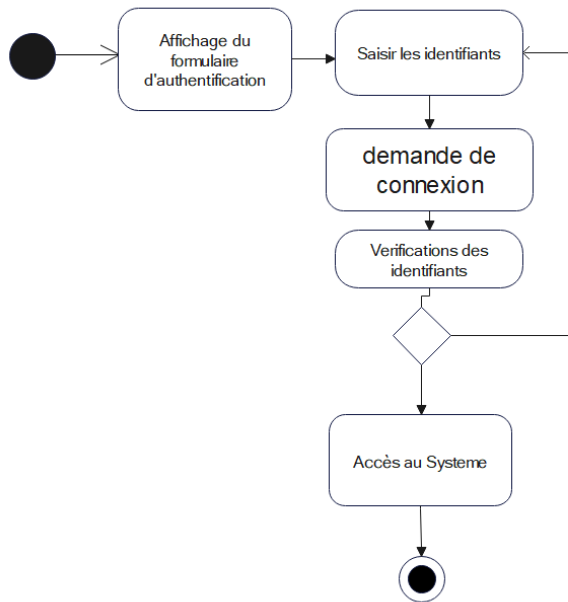 Affichage du
formulaire
d'authentification
Saisir les identifiants
demande de
connexion
Verifications des
identifiants
Accès au Systeme